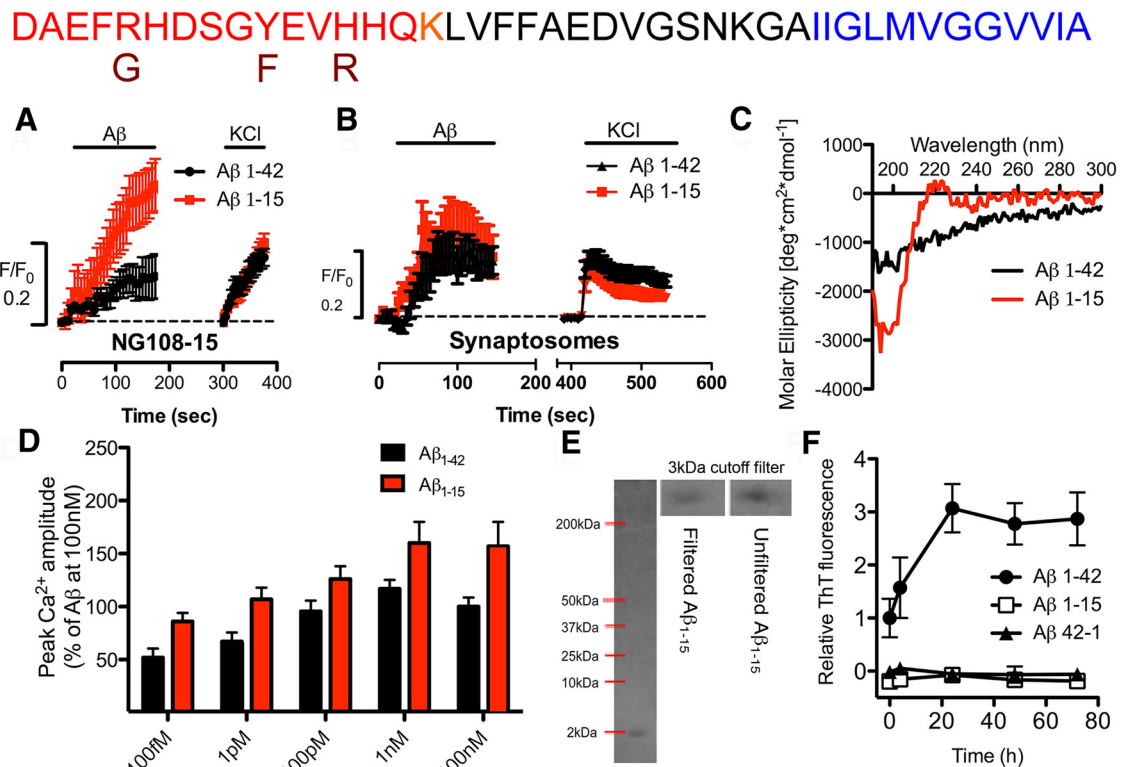 DAEFRHDSGYEVHHQKLVFFAEDVGSNKGAIIGLMVGGVVIA
G F R
A
Aβ
KCl
Aβ 1-42
Aβ 1-15
F/F0
0.2
NG108-15
0 100 200 300 400
Time (sec)
B
Aβ
KCl
Aβ 1-42
Aβ 1-15
F/F0
0.2
Synaptosomes
0 100 200 400 500 600
Time (sec)
C
Molar Ellipticity [deg*cm2*dmol-1]
Wavelength (nm)
200 220 240 260 280 300
1000
0
-1000
-2000
-3000
-4000
Aβ 1-42
Aβ 1-15
D
Peak Ca2+ amplitude
(% of Aβ at 100nM)
250
200
150
100
50
Aβ1-42
Aβ1-15
100fM
1pM
00pM
1nM
00nM
E
3kDa cutoff filter
200kDa
50kDa
37kDa
25kDa
10kDa
2kDa
Filtered Aβ1-15
Unfiltered Aβ1-15
F
Relative ThT fluorescence
4
3
2
1
0
Aβ 1-42
Aβ 1-15
Aβ 42-1
0 20 40 60 80
Time (h)